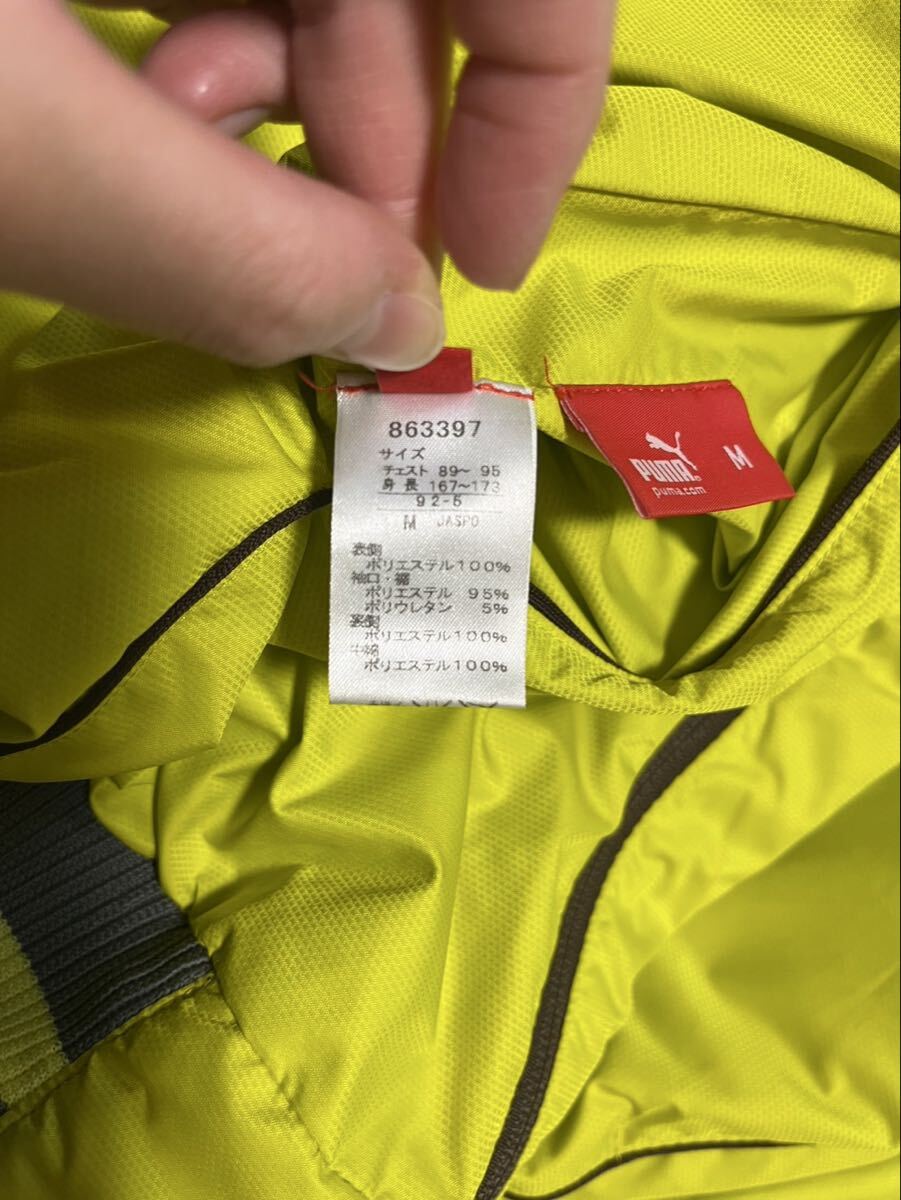 863397
サイズ
チェスト 89～ 95
身 長 167～173
92-5
M JASPO
表側
ポリエステル100%
袖口・裾
ポリエステル 95%
ポリウレタン 5%
裏側
ポリエステル100%
中綿
ポリエステル100%
PUMA®
puma.com
M